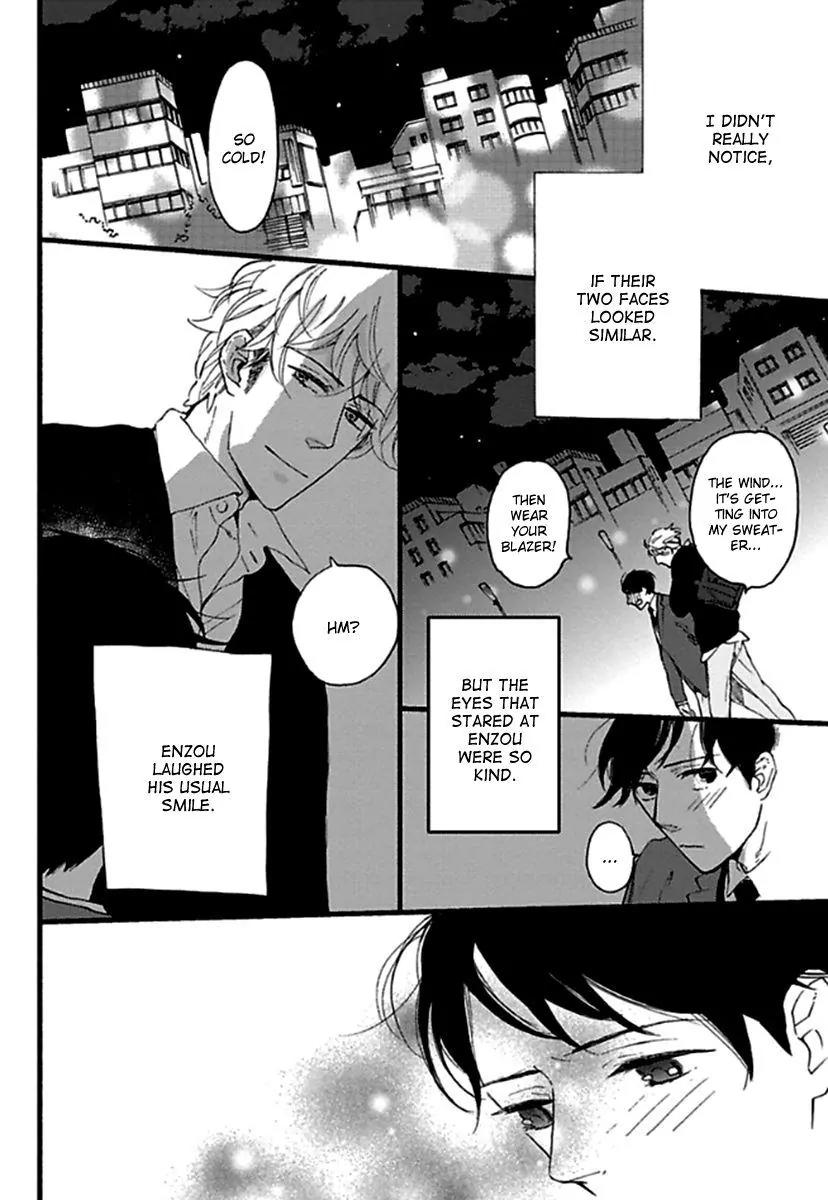 I DIDN'T
REALLY
NOTICE,
SO
COLD!
IF THEIR
TWO FACES
LOOKED
SIMILAR.
THE WIND...
IT'S GET-
TING INTO
MY SWEAT-
ER...
THEN
WEAR
YOUR
BLAZER!
BUT THE
EYES THAT
STARED AT
ENZOU
WERE SO
KIND.
...
HM?
ENZOU
LAUGHED
HIS USUAL
SMILE.